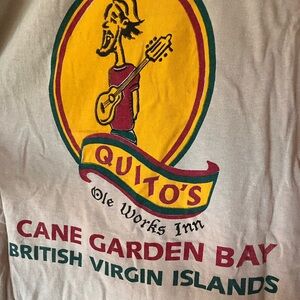 QUITO'S
Ole Works Inn
CANE GARDEN BAY
BRITISH VIRGIN ISLANDS